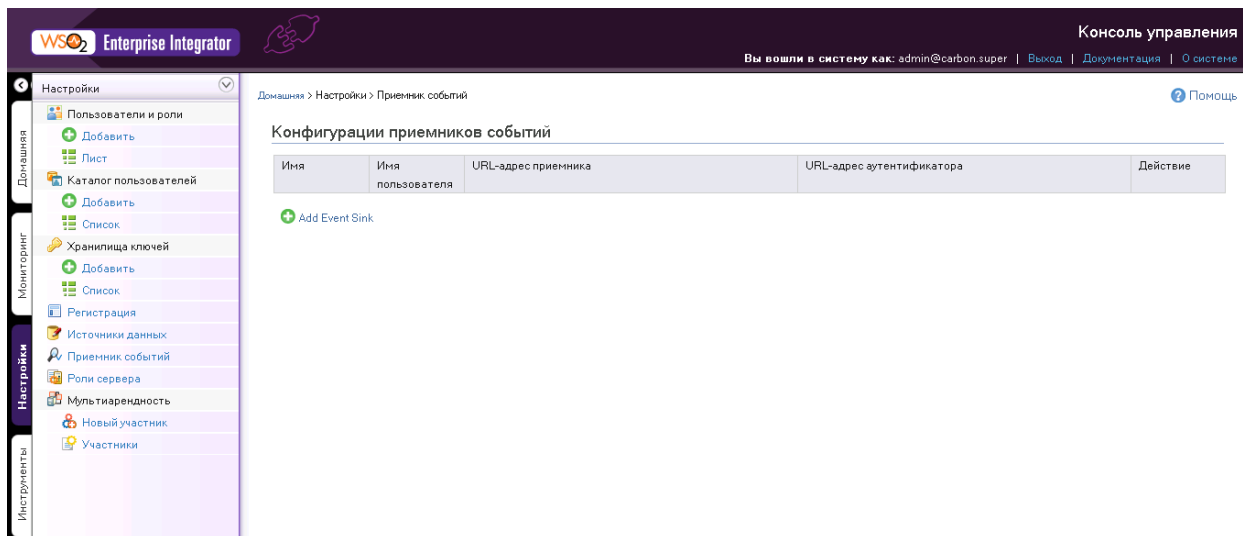 WSO2 Enterprise Integrator
Консоль управления
Вы вошли в систему как: admin@carbon.super | Выход | Документация | О системе
Домашняя
Мониторинг
Настройки
Инструменты
Настройки
Пользователи и роли
Добавить
Лист
Каталог пользователей
Добавить
Список
Хранилища ключей
Добавить
Список
Регистрация
Источники данных
Приемник событий
Роли сервера
Мультиарендность
Новый участник
Участники
Домашняя > Настройки > Приемник событий
Помощь
Конфигурации приемников событий
Имя
Имя пользователя
URL-адрес приемника
URL-адрес аутентификатора
Действие
Add Event Sink